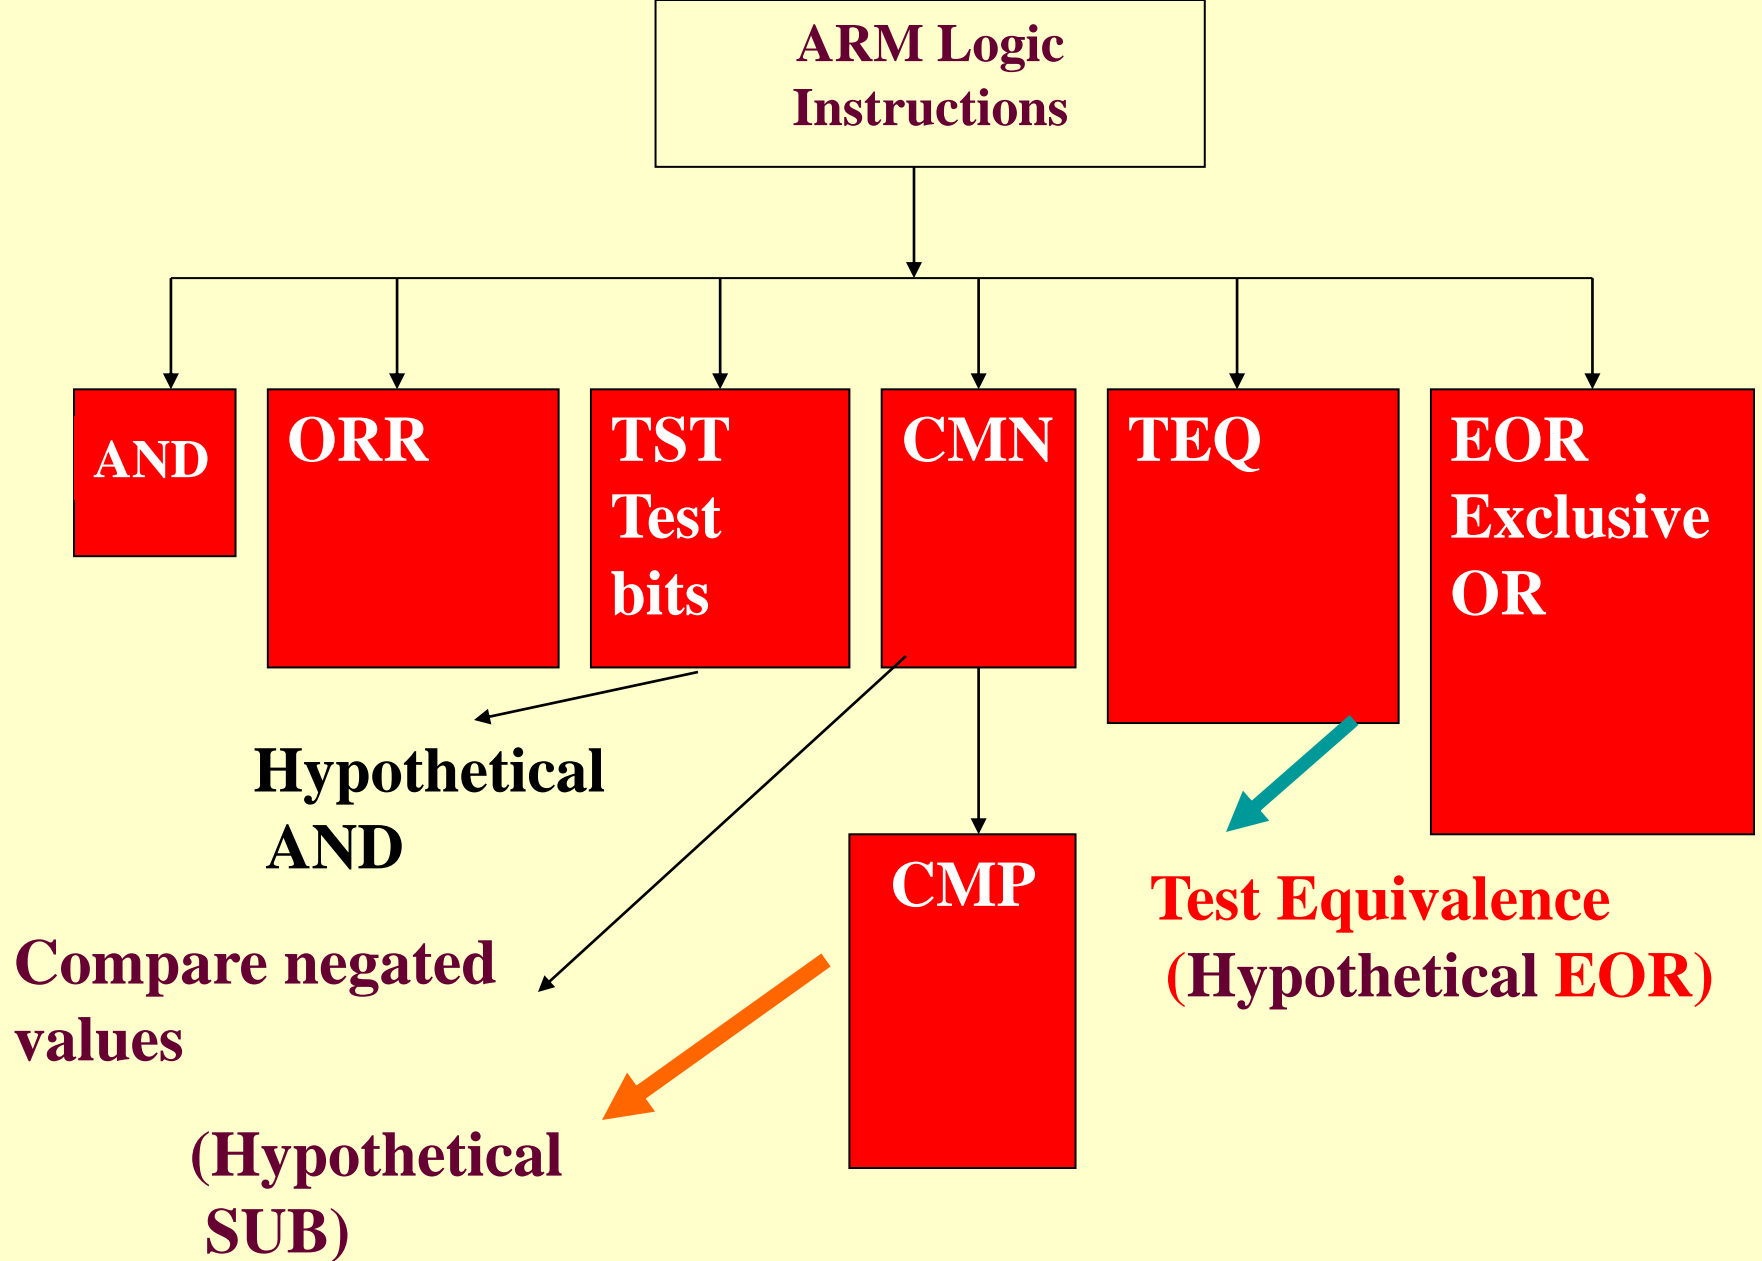 ARM Logic
Instructions
AND
ORR
TST
Test
bits
CMN
TEQ
EOR
Exclusive
OR
Hypothetical
AND
CMP
Test Equivalence
(Hypothetical EOR)
Compare negated
values
(Hypothetical
SUB)